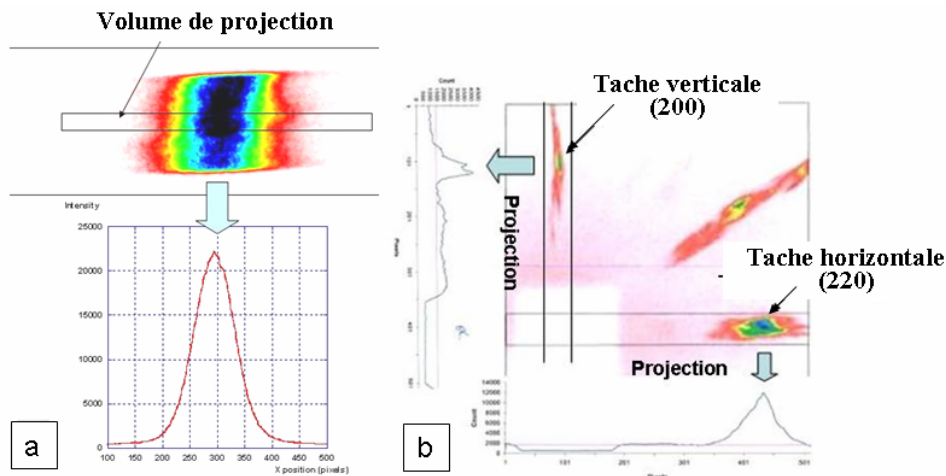 Volume de projection
Intensity
25000
20000
15000
10000
5000
0
100 150 200 250 300 350 400 450 500
X position (pixels)
a
Count
Projection
Tache verticale
(200)
Tache horizontale
(220)
Projection
14000
12000
10000
8000
6000
4000
2000
0
Count
1 101 201 301 401 501
b